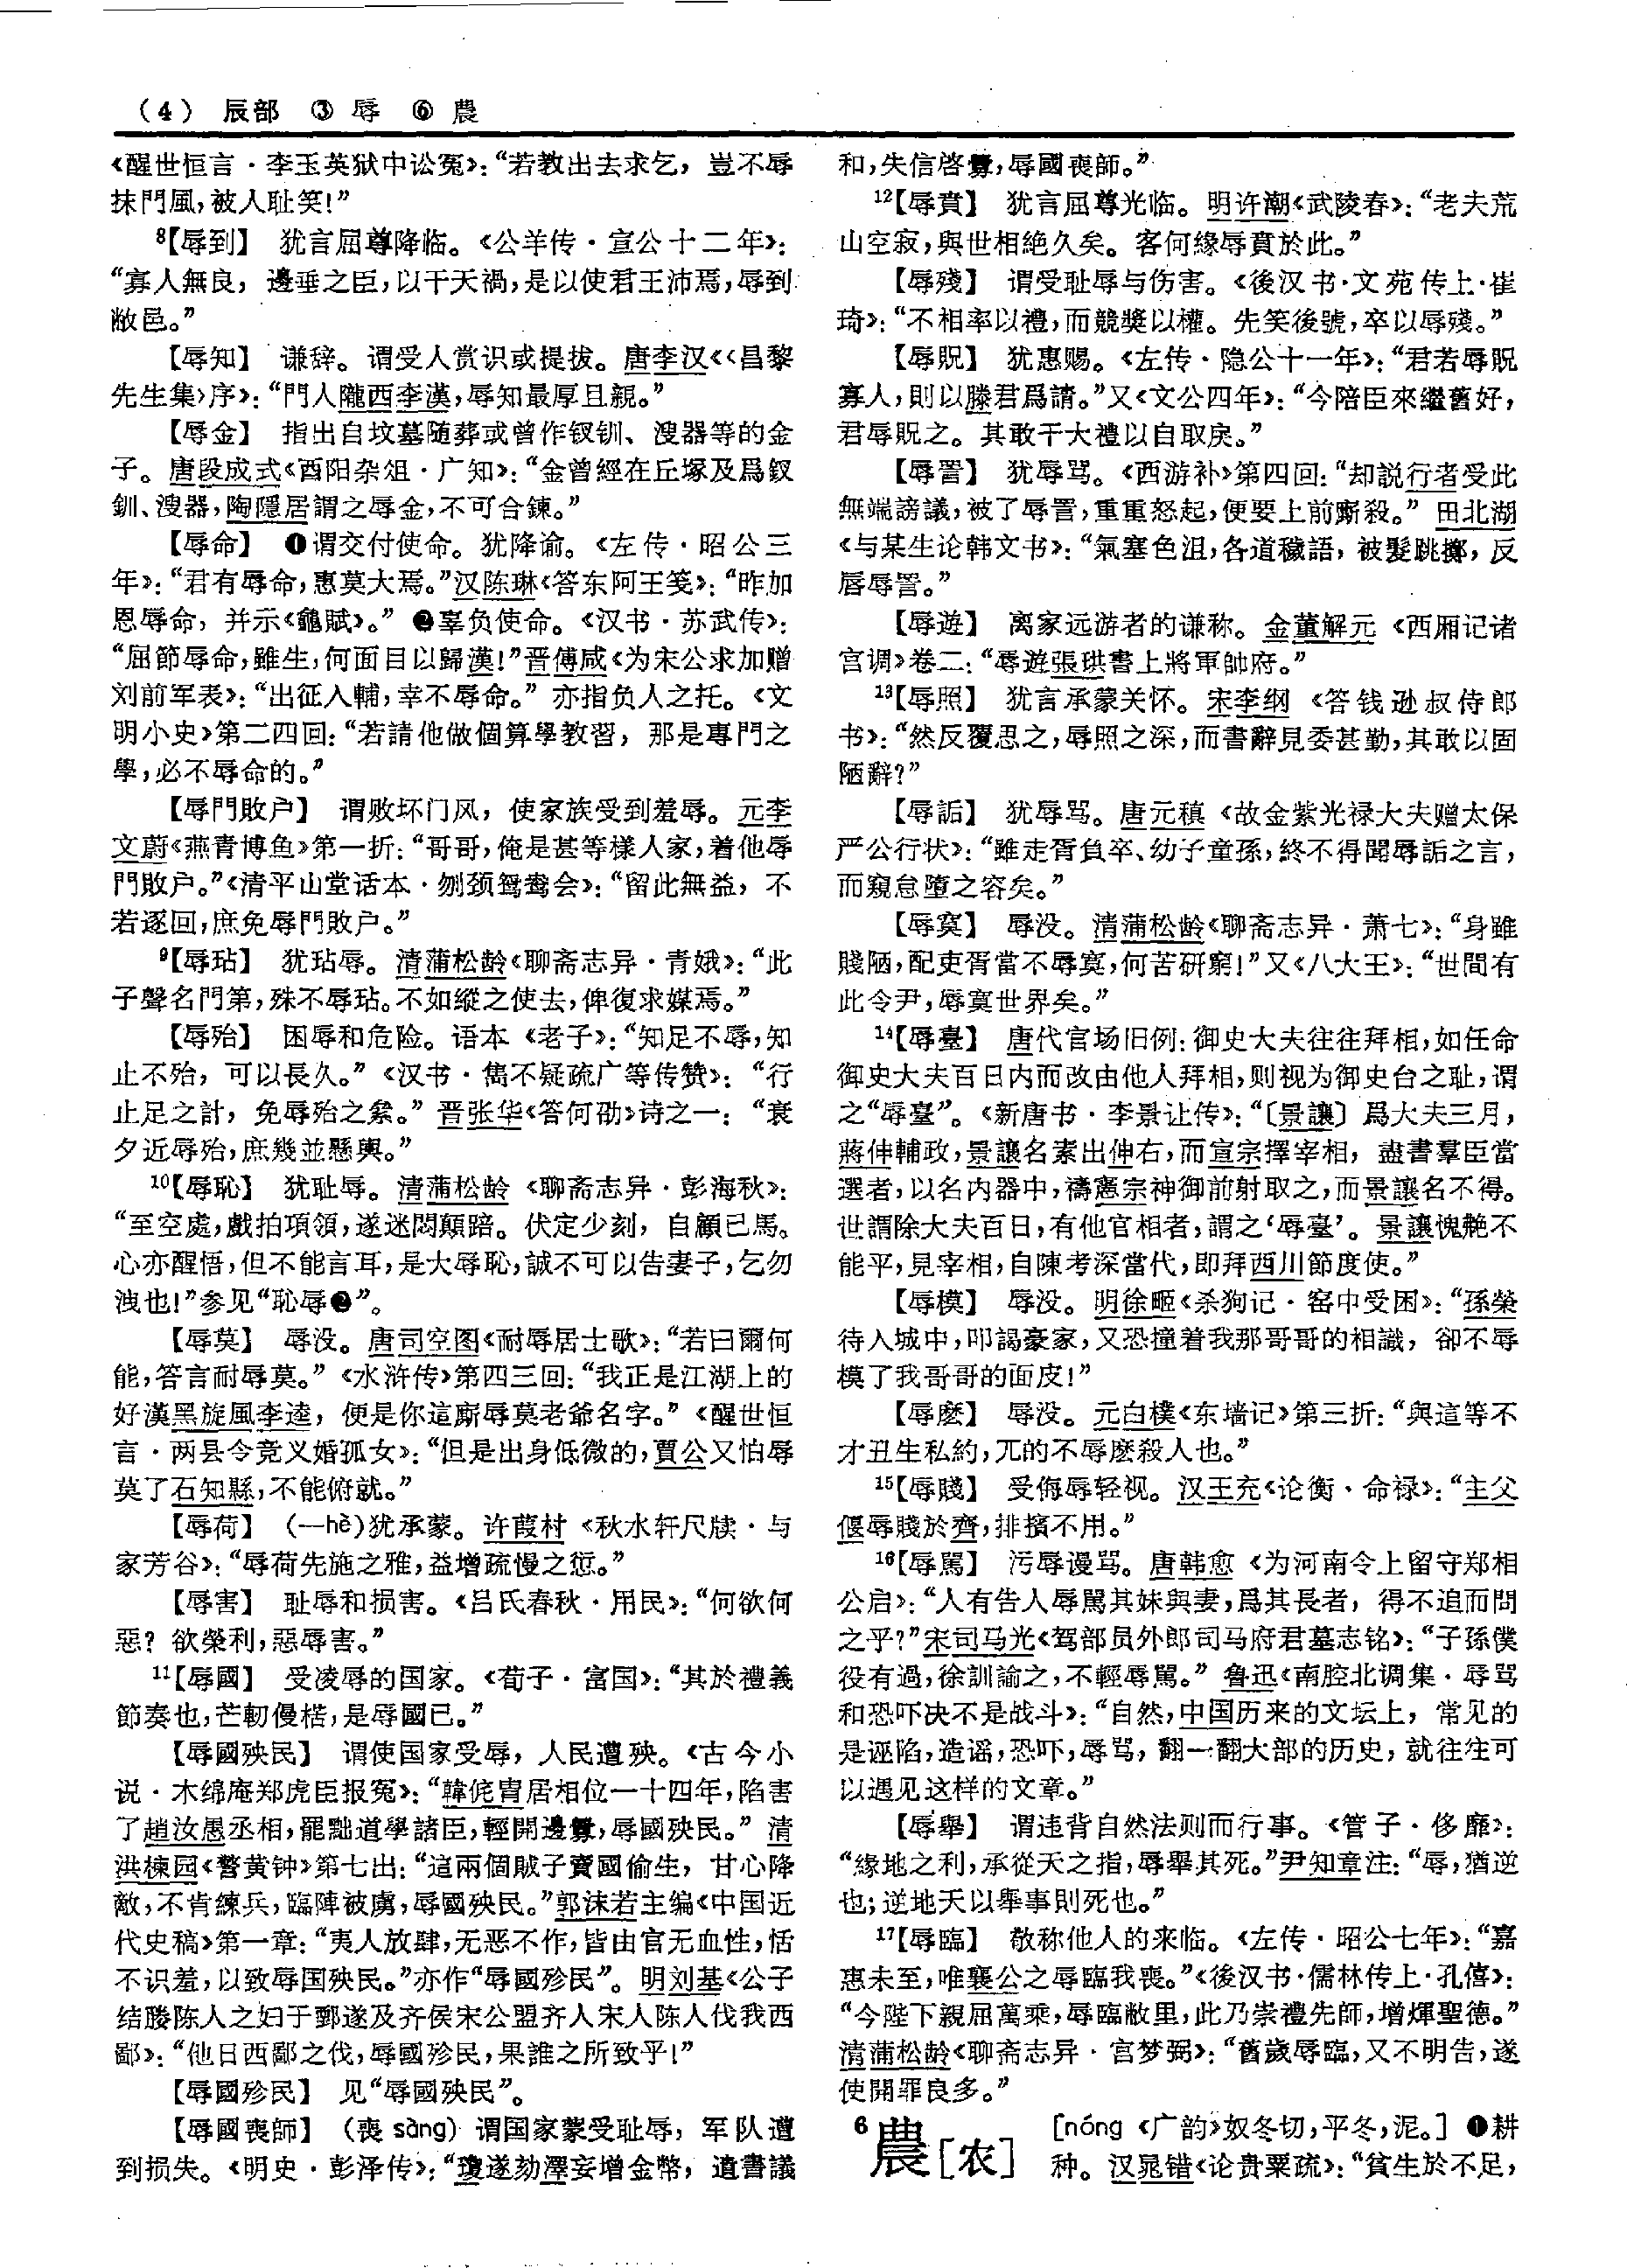 （4） 辰部 ③ 辱 ⑥ 農
《醒世恒言·李玉英狱中讼冤》：“若教出去求乞，豈不辱
抹門風，被人耻笑！”
⁸【辱到】 犹言屈尊降临。《公羊传·宣公十二年》：
“寡人無良，邊垂之臣，以干天禍，是以使君王沛焉，辱到
敝邑。”
【辱知】 谦辞。谓受人赏识或提拔。唐李汉《〈昌黎
先生集〉序》：“門人隴西李漢，辱知最厚且親。”
【辱金】 指出自坟墓随葬或曾作钗钏、溲器等的金
子。唐段成式《酉阳杂俎·广知》：“金曾經在丘塚及爲釵
釧、溲器，陶隱居謂之辱金，不可合鍊。”
【辱命】 ❶谓交付使命。犹降谕。《左传·昭公三
年》：“君有辱命，惠莫大焉。”汉陈琳《答东阿王笺》：“昨加
恩辱命，并示《龜賦》。” ❷辜负使命。《汉书·苏武传》：
“屈節辱命，雖生，何面目以歸漢！”晋傅咸《为宋公求加赠
刘前军表》：“出征入輔，幸不辱命。” 亦指负人之托。《文
明小史》第二四回：“若請他做個算學教習，那是專門之
學，必不辱命的。”
【辱門敗户】 谓败坏门风，使家族受到羞辱。元李
文蔚《燕青博鱼》第一折：“哥哥，俺是甚等樣人家，着他辱
門敗户。”《清平山堂话本·刎颈鸳鸯会》：“留此無益，不
若逐回，庶免辱門敗户。”
⁹【辱玷】 犹玷辱。清蒲松龄《聊斋志异·青娥》：“此
子聲名門第，殊不辱玷。不如縱之使去，俾復求媒焉。”
【辱殆】 困辱和危险。语本《老子》：“知足不辱，知
止不殆，可以長久。”《汉书·雋不疑疏广等传赞》：“行
止足之計，免辱殆之絫。” 晋张华《答何劭》诗之一：“衰
夕近辱殆，庶幾並懸輿。”
¹⁰【辱恥】 犹耻辱。清蒲松龄《聊斋志异·彭海秋》：
“至空處，戲拍項領，遂迷悶顛踣。伏定少刻，自顧已馬。
心亦醒悟，但不能言耳，是大辱恥，誠不可以告妻子，乞勿
洩也！”参见“恥辱❷”。
【辱莫】 辱没。唐司空图《耐辱居士歌》：“若曰爾何
能，答言耐辱莫。”《水浒传》第四三回：“我正是江湖上的
好漢黑旋風李逵，便是你這廝辱莫老爺名字。”《醒世恒
言·两县令竞义婚孤女》：“但是出身低微的，賈公又怕辱
莫了石知縣，不能俯就。”
【辱荷】 （—hè）犹承蒙。许葭村《秋水轩尺牍·与
家芳谷》：“辱荷先施之雅，益增疏慢之愆。”
【辱害】 耻辱和损害。《吕氏春秋·用民》：“何欲何
惡？欲榮利，惡辱害。”
¹¹【辱國】 受凌辱的国家。《荀子·富国》：“其於禮義
節奏也，芒軔僈楛，是辱國已。”
【辱國殃民】 谓使国家受辱，人民遭殃。《古今小
说·木绵庵郑虎臣报冤》：“韓侂胄居相位一十四年，陷害
了趙汝愚丞相，罷黜道學諸臣，輕開邊釁，辱國殃民。” 清
洪楝园《警黄钟》第七出：“這兩個賊子賣國偷生，甘心降
敵，不肯練兵，臨陣被虜，辱國殃民。”郭沫若主编《中国近
代史稿》第一章：“夷人放肆，无恶不作，皆由官无血性，恬
不识羞，以致辱国殃民。”亦作“辱國殄民”。明刘基《公子
结媵陈人之妇于鄄遂及齐侯宋公盟齐人宋人陈人伐我西
鄙》：“他日西鄙之伐，辱國殄民，果誰之所致乎！”
【辱國殄民】 见“辱國殃民”。
【辱國喪師】 （喪 sàng）谓国家蒙受耻辱，军队遭
到损失。《明史·彭泽传》：“瓊遂劾澤妄增金幣，遺書議
和，失信啓釁，辱國喪師。”
¹²【辱賁】 犹言屈尊光临。明许潮《武陵春》：“老夫荒
山空寂，與世相絶久矣。客何緣辱賁於此。”
【辱殘】 谓受耻辱与伤害。《後汉书·文苑传上·崔
琦》：“不相率以禮，而競獎以權。先笑後號，卒以辱殘。”
【辱貺】 犹惠赐。《左传·隐公十一年》：“君若辱貺
寡人，則以滕君爲請。”又《文公四年》：“今陪臣來繼舊好，
君辱貺之。其敢干大禮以自取戾。”
【辱詈】 犹辱骂。《西游补》第四回：“却説行者受此
無端謗議，被了辱詈，重重怒起，便要上前厮殺。” 田北湖
《与某生论韩文书》：“氣塞色沮，各道穢語，被髮跳擲，反
唇辱詈。”
【辱遊】 离家远游者的谦称。金董解元《西厢记诸
宫调》卷二：“辱遊張珙書上將軍帥府。”
¹³【辱照】 犹言承蒙关怀。宋李纲《答钱逊叔侍郎
书》：“然反覆思之，辱照之深，而書辭見委甚勤，其敢以固
陋辭？”
【辱詬】 犹辱骂。唐元稹《故金紫光禄大夫赠太保
严公行状》：“雖走胥負卒、幼子童孫，終不得聞辱詬之言，
而窺怠墮之容矣。”
【辱寞】 辱没。清蒲松龄《聊斋志异·萧七》：“身雖
賤陋，配吏胥當不辱寞，何苦研窮！”又《八大王》：“世間有
此令尹，辱寞世界矣。”
¹⁴【辱臺】 唐代官场旧例：御史大夫往往拜相，如任命
御史大夫百日内而改由他人拜相，则视为御史台之耻，谓
之“辱臺”。《新唐书·李景让传》：“〔景讓〕爲大夫三月，
蔣伸輔政，景讓名素出伸右，而宣宗擇宰相，盡書羣臣當
選者，以名内器中，禱憲宗神御前射取之，而景讓名不得。
世謂除大夫百日，有他官相者，謂之‘辱臺’。景讓愧艴不
能平，見宰相，自陳考深當代，即拜西川節度使。”
【辱模】 辱没。明徐𤱻《杀狗记·窑中受困》：“孫榮
待入城中，叩謁豪家，又恐撞着我那哥哥的相識，卻不辱
模了我哥哥的面皮！”
【辱麽】 辱没。元白樸《东墙记》第三折：“與這等不
才丑生私約，兀的不辱麽殺人也。”
¹⁵【辱賤】 受侮辱轻视。汉王充《论衡·命禄》：“主父
偃辱賤於齊，排擯不用。”
¹⁶【辱駡】 污辱谩骂。唐韩愈《为河南令上留守郑相
公启》：“人有告人辱駡其妹與妻，爲其長者，得不追而問
之乎？”宋司马光《驾部员外郎司马府君墓志铭》：“子孫僕
役有過，徐訓諭之，不輕辱駡。” 鲁迅《南腔北调集·辱骂
和恐吓决不是战斗》：“自然，中国历来的文坛上，常见的
是诬陷，造谣，恐吓，辱骂，翻一翻大部的历史，就往往可
以遇见这样的文章。”
【辱舉】 谓违背自然法则而行事。《管子·侈靡》：
“緣地之利，承從天之指，辱舉其死。”尹知章注：“辱，猶逆
也；逆地天以舉事則死也。”
¹⁷【辱臨】 敬称他人的来临。《左传·昭公七年》：“嘉
惠未至，唯襄公之辱臨我喪。”《後汉书·儒林传上·孔僖》：
“今陛下親屈萬乘，辱臨敝里，此乃崇禮先師，增煇聖德。”
清蒲松龄《聊斋志异·宫梦弼》：“舊歲辱臨，又不明告，遂
使開罪良多。”
⁶農［农］ ［nóng《广韵》奴冬切，平冬，泥。］ ❶耕
种。汉晁错《论贵粟疏》：“貧生於不足，